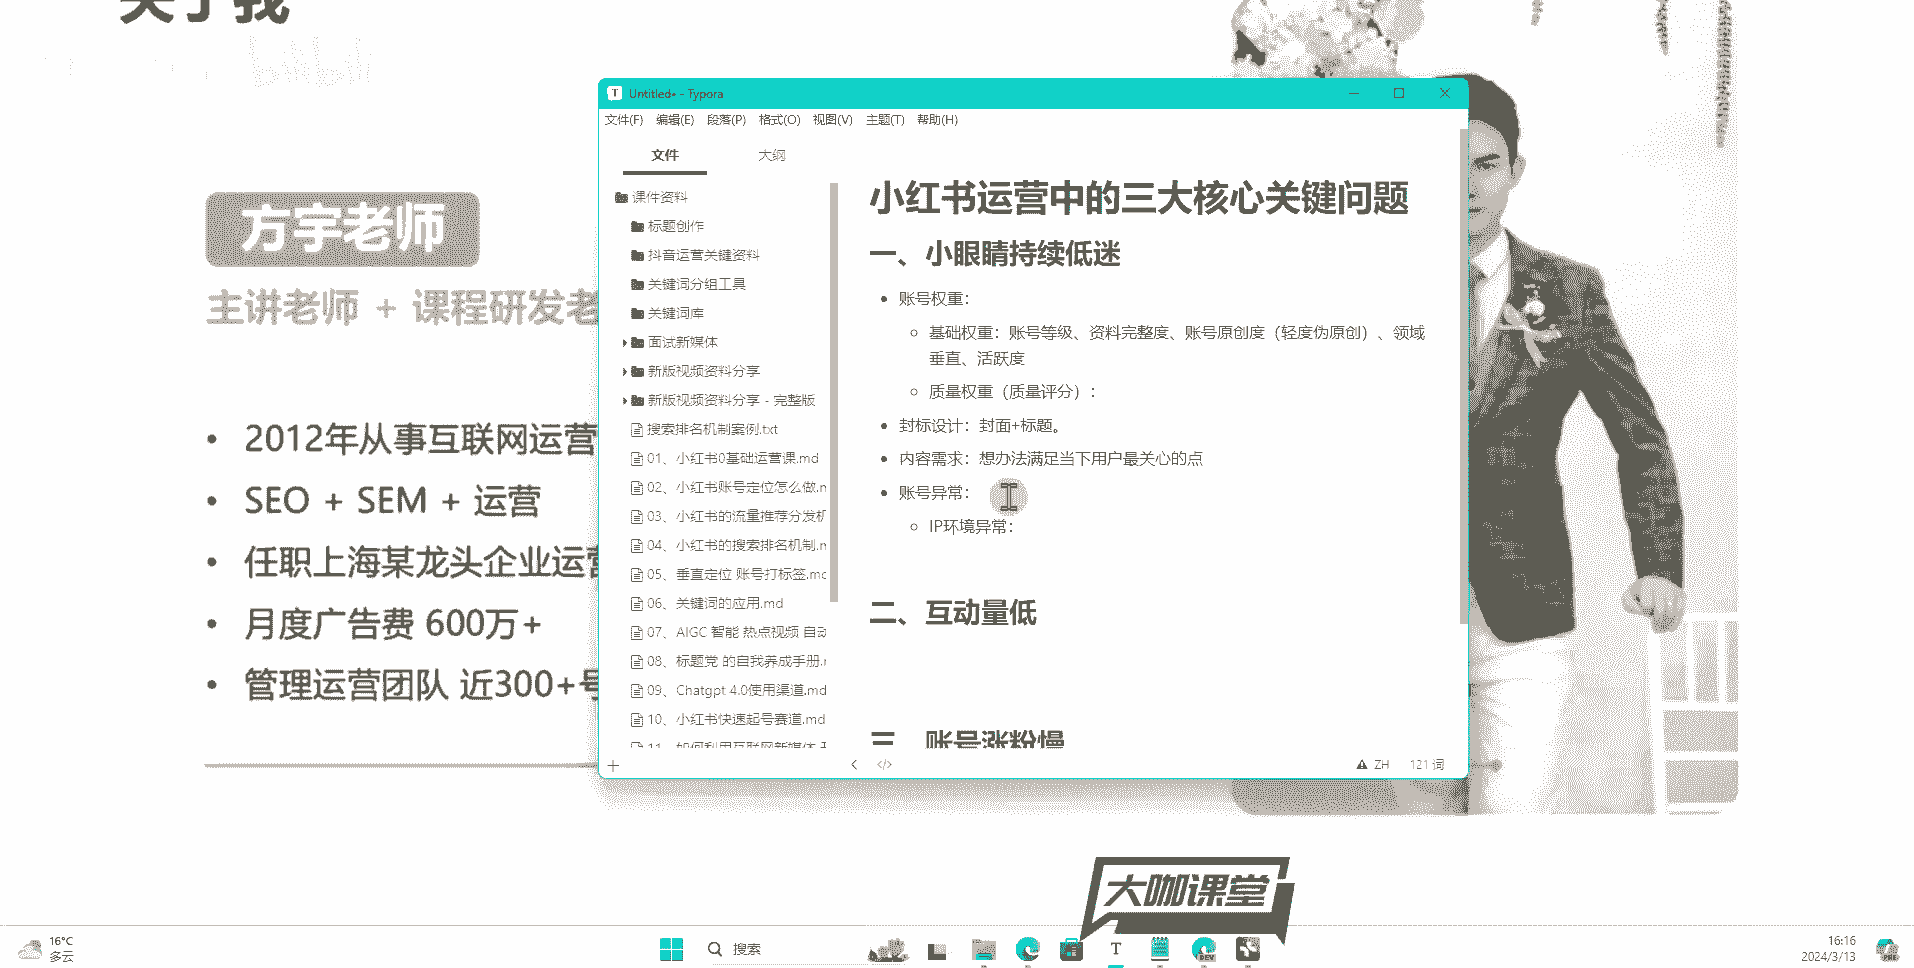 关于我
bilibili
方宇老师
主讲老师 + 课程研发老
2012年从事互联网运营
SEO + SEM + 运营
任职上海某龙头企业运营
月度广告费 600万+
管理运营团队 近300+号
Untitled• - Typora
文件(F) 编辑(E) 段落(P) 格式(O) 视图(V) 主题(T) 帮助(H)
文件 大纲
课件资料
标题创作
抖音运营关键资料
关键词分组工具
关键词库
面试新媒体
新版视频资料分享
新版视频资料分享 - 完整版
搜索排名机制案例.txt
01、小红书0基础运营课.md
02、小红书账号定位怎么做.m
03、小红书的流量推荐分发机
04、小红书的搜索排名机制.m
05、垂直定位 账号打标签.md
06、关键词的应用.md
07、AIGC 智能 热点视频 自动
08、标题党 的自我养成手册.r
09、Chatgpt 4.0使用渠道.md
10、小红书快速起号赛道.md
11、如何利用互联网新媒体
小红书运营中的三大核心关键问题
一、小眼睛持续低迷
账号权重：
基础权重：账号等级、资料完整度、账号原创度（轻度伪原创）、领域
垂直、活跃度
质量权重（质量评分）：
封标设计：封面+标题。
内容需求：想办法满足当下用户最关心的点
账号异常：
IP环境异常：
二、互动量低
三、账号涨粉慢
ZH 121 词
大咖课堂
16°C
多云
搜索
16:16
2024/3/13